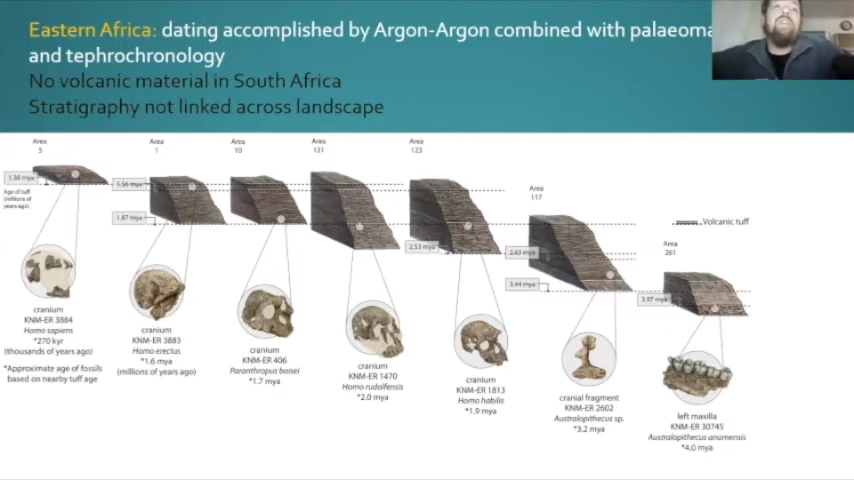 Eastern Africa: dating accomplished by Argon-Argon combined with
and tephrochronology
No volcanic material in South Africa
Stratigraphy not linked across landscape
Area
5
Area
1
Area
10
Area
131
Area
123
Area
117
Area
261
1.38 mya
Age of tuff
(millions of
years ago)
1.56 mya
1.87 mya
2.53 mya
2.63 mya
3.44 mya
3.97 mya
Volcanic tuff
cranium
KNM-ER 3884
Homo sapiens
*270 kyr
(thousands of years ago)
*Approximate age of fossils
based on nearby tuff age
cranium
KNM-ER 3883
Homo erectus
*1.6 mya
(millions of years ago)
cranium
KNM-ER 406
Paranthropus boisei
*1.7 mya
cranium
KNM-ER 1470
Homo rudolfensis
*2.0 mya
cranium
KNM-ER 1813
Homo habilis
*1.9 mya
cranial fragment
KNM-ER 2602
Australopithecus sp.
*3.2 mya
left maxilla
KNM-ER 30745
Australopithecus anamensis
*4.0 mya